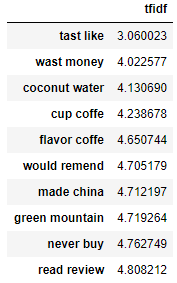 tfidf
tast like 3.060023
wast money 4.022577
coconut water 4.130690
cup coffe 4.238678
flavor coffe 4.650744
would remend 4.705179
made china 4.712197
green mountain 4.719264
never buy 4.762749
read review 4.808212